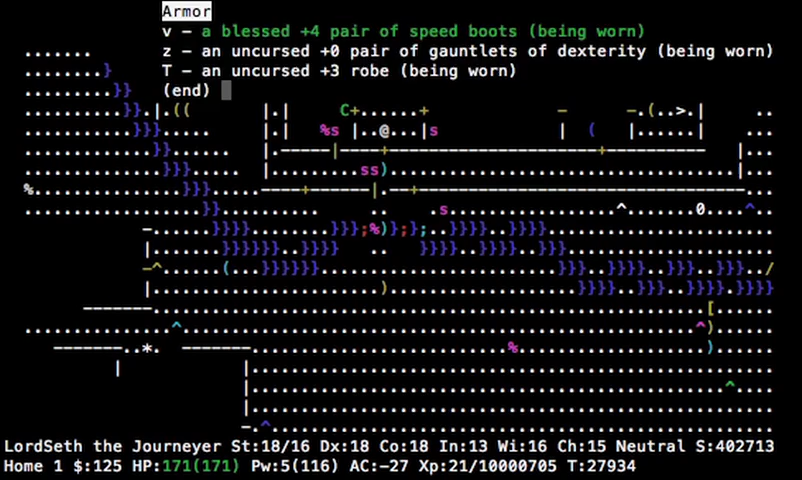 Armor
v – a blessed +4 pair of speed boots (being worn)
z – an uncursed +0 pair of gauntlets of dexterity (being worn)
T – an uncursed +3 robe (being worn)
(end)
LordSeth the Journeyer St:18/16 Dx:18 Co:18 In:13 Wi:16 Ch:15 Neutral S:402713
Home 1 $:125 HP:171(171) Pw:5(116) AC:-27 Xp:21/10000705 T:27934